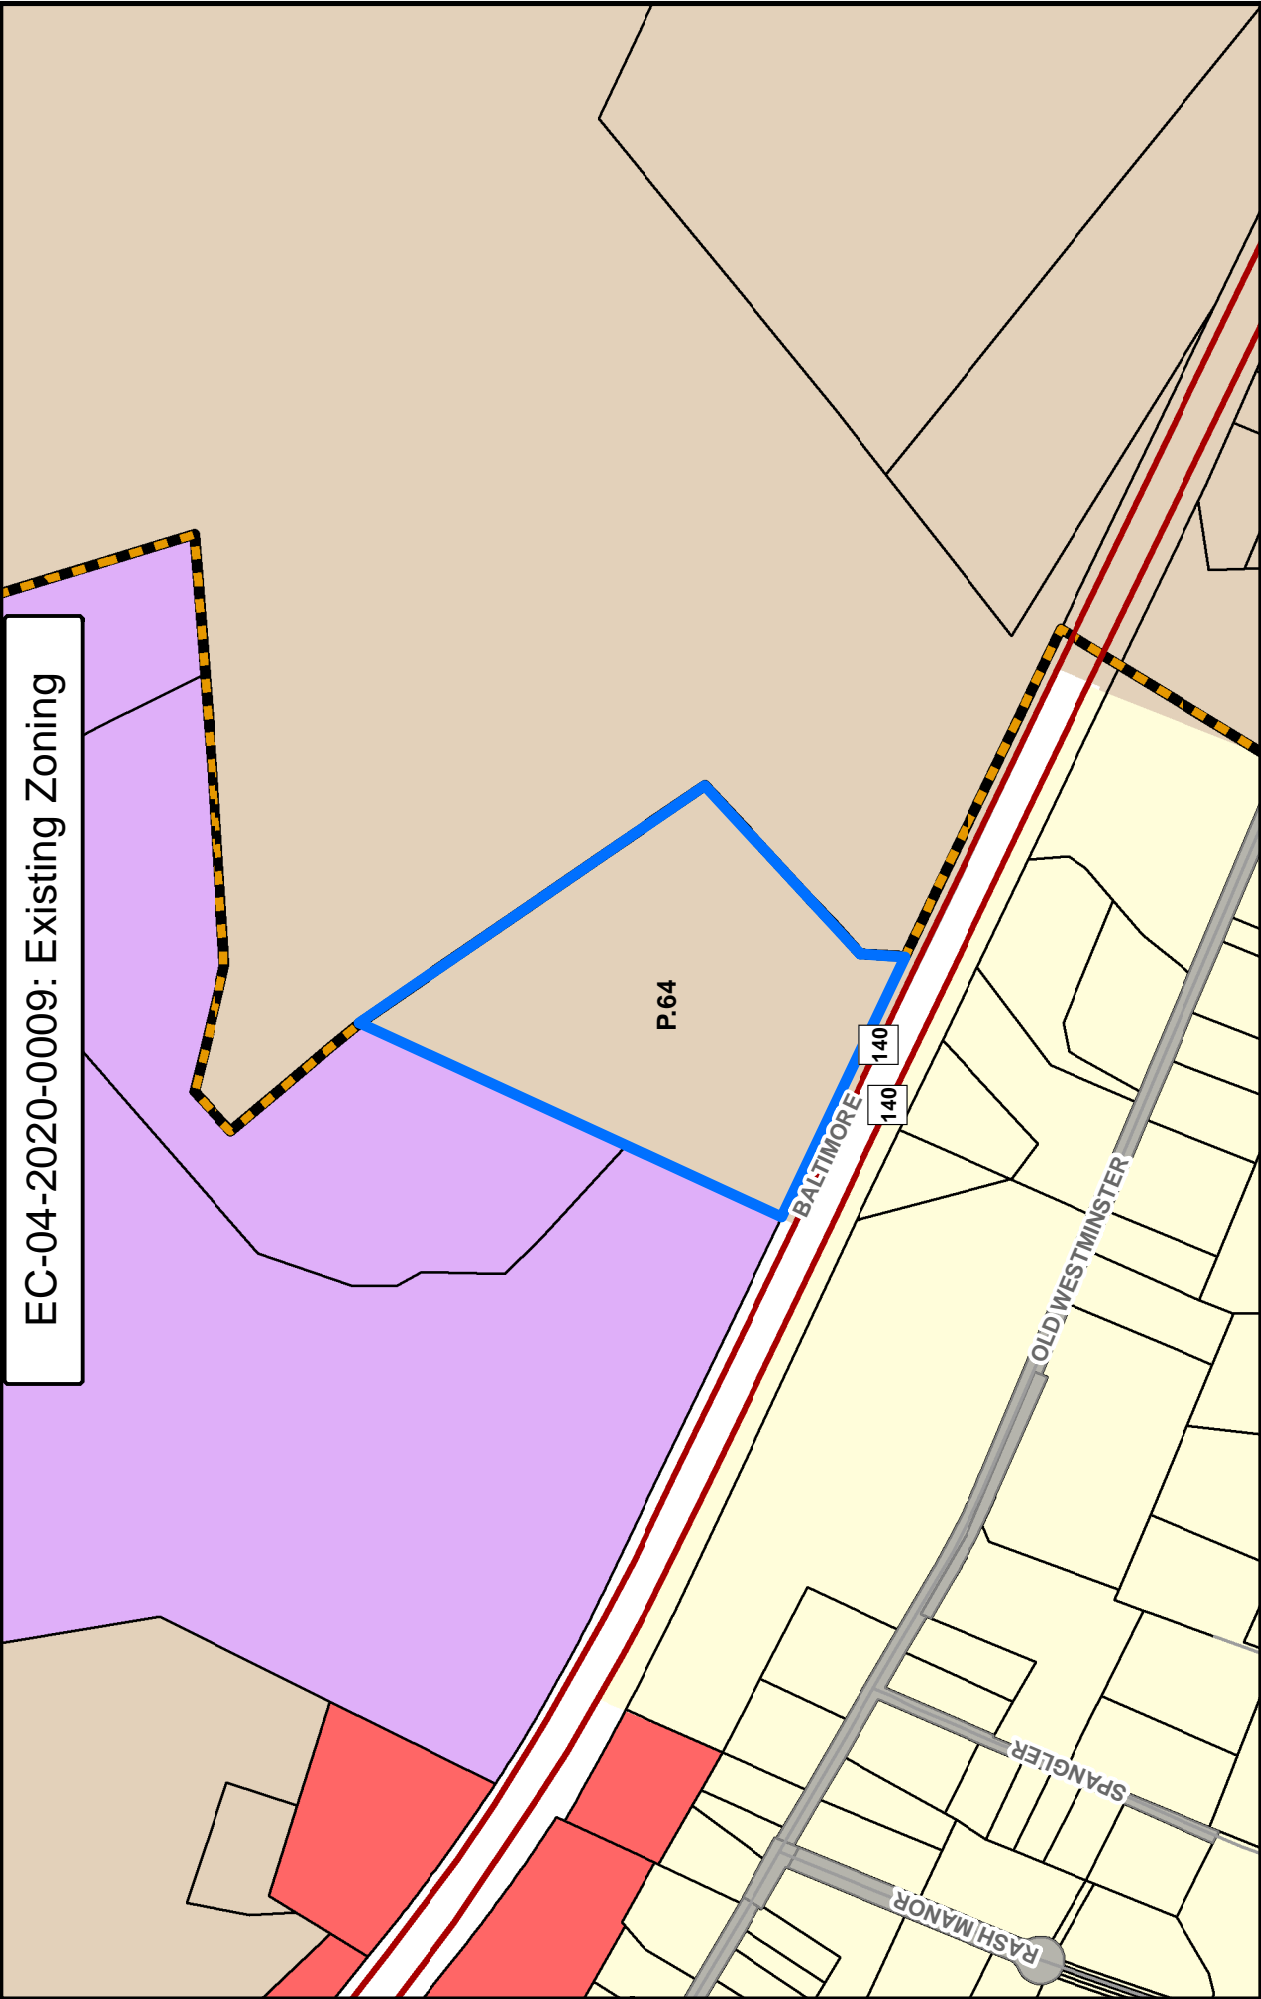 EC-04-2020-0009: Existing Zoning
P.64
140
140
BALTIMORE
OLD WESTMINSTER
SPANGLER
RASH MANOR